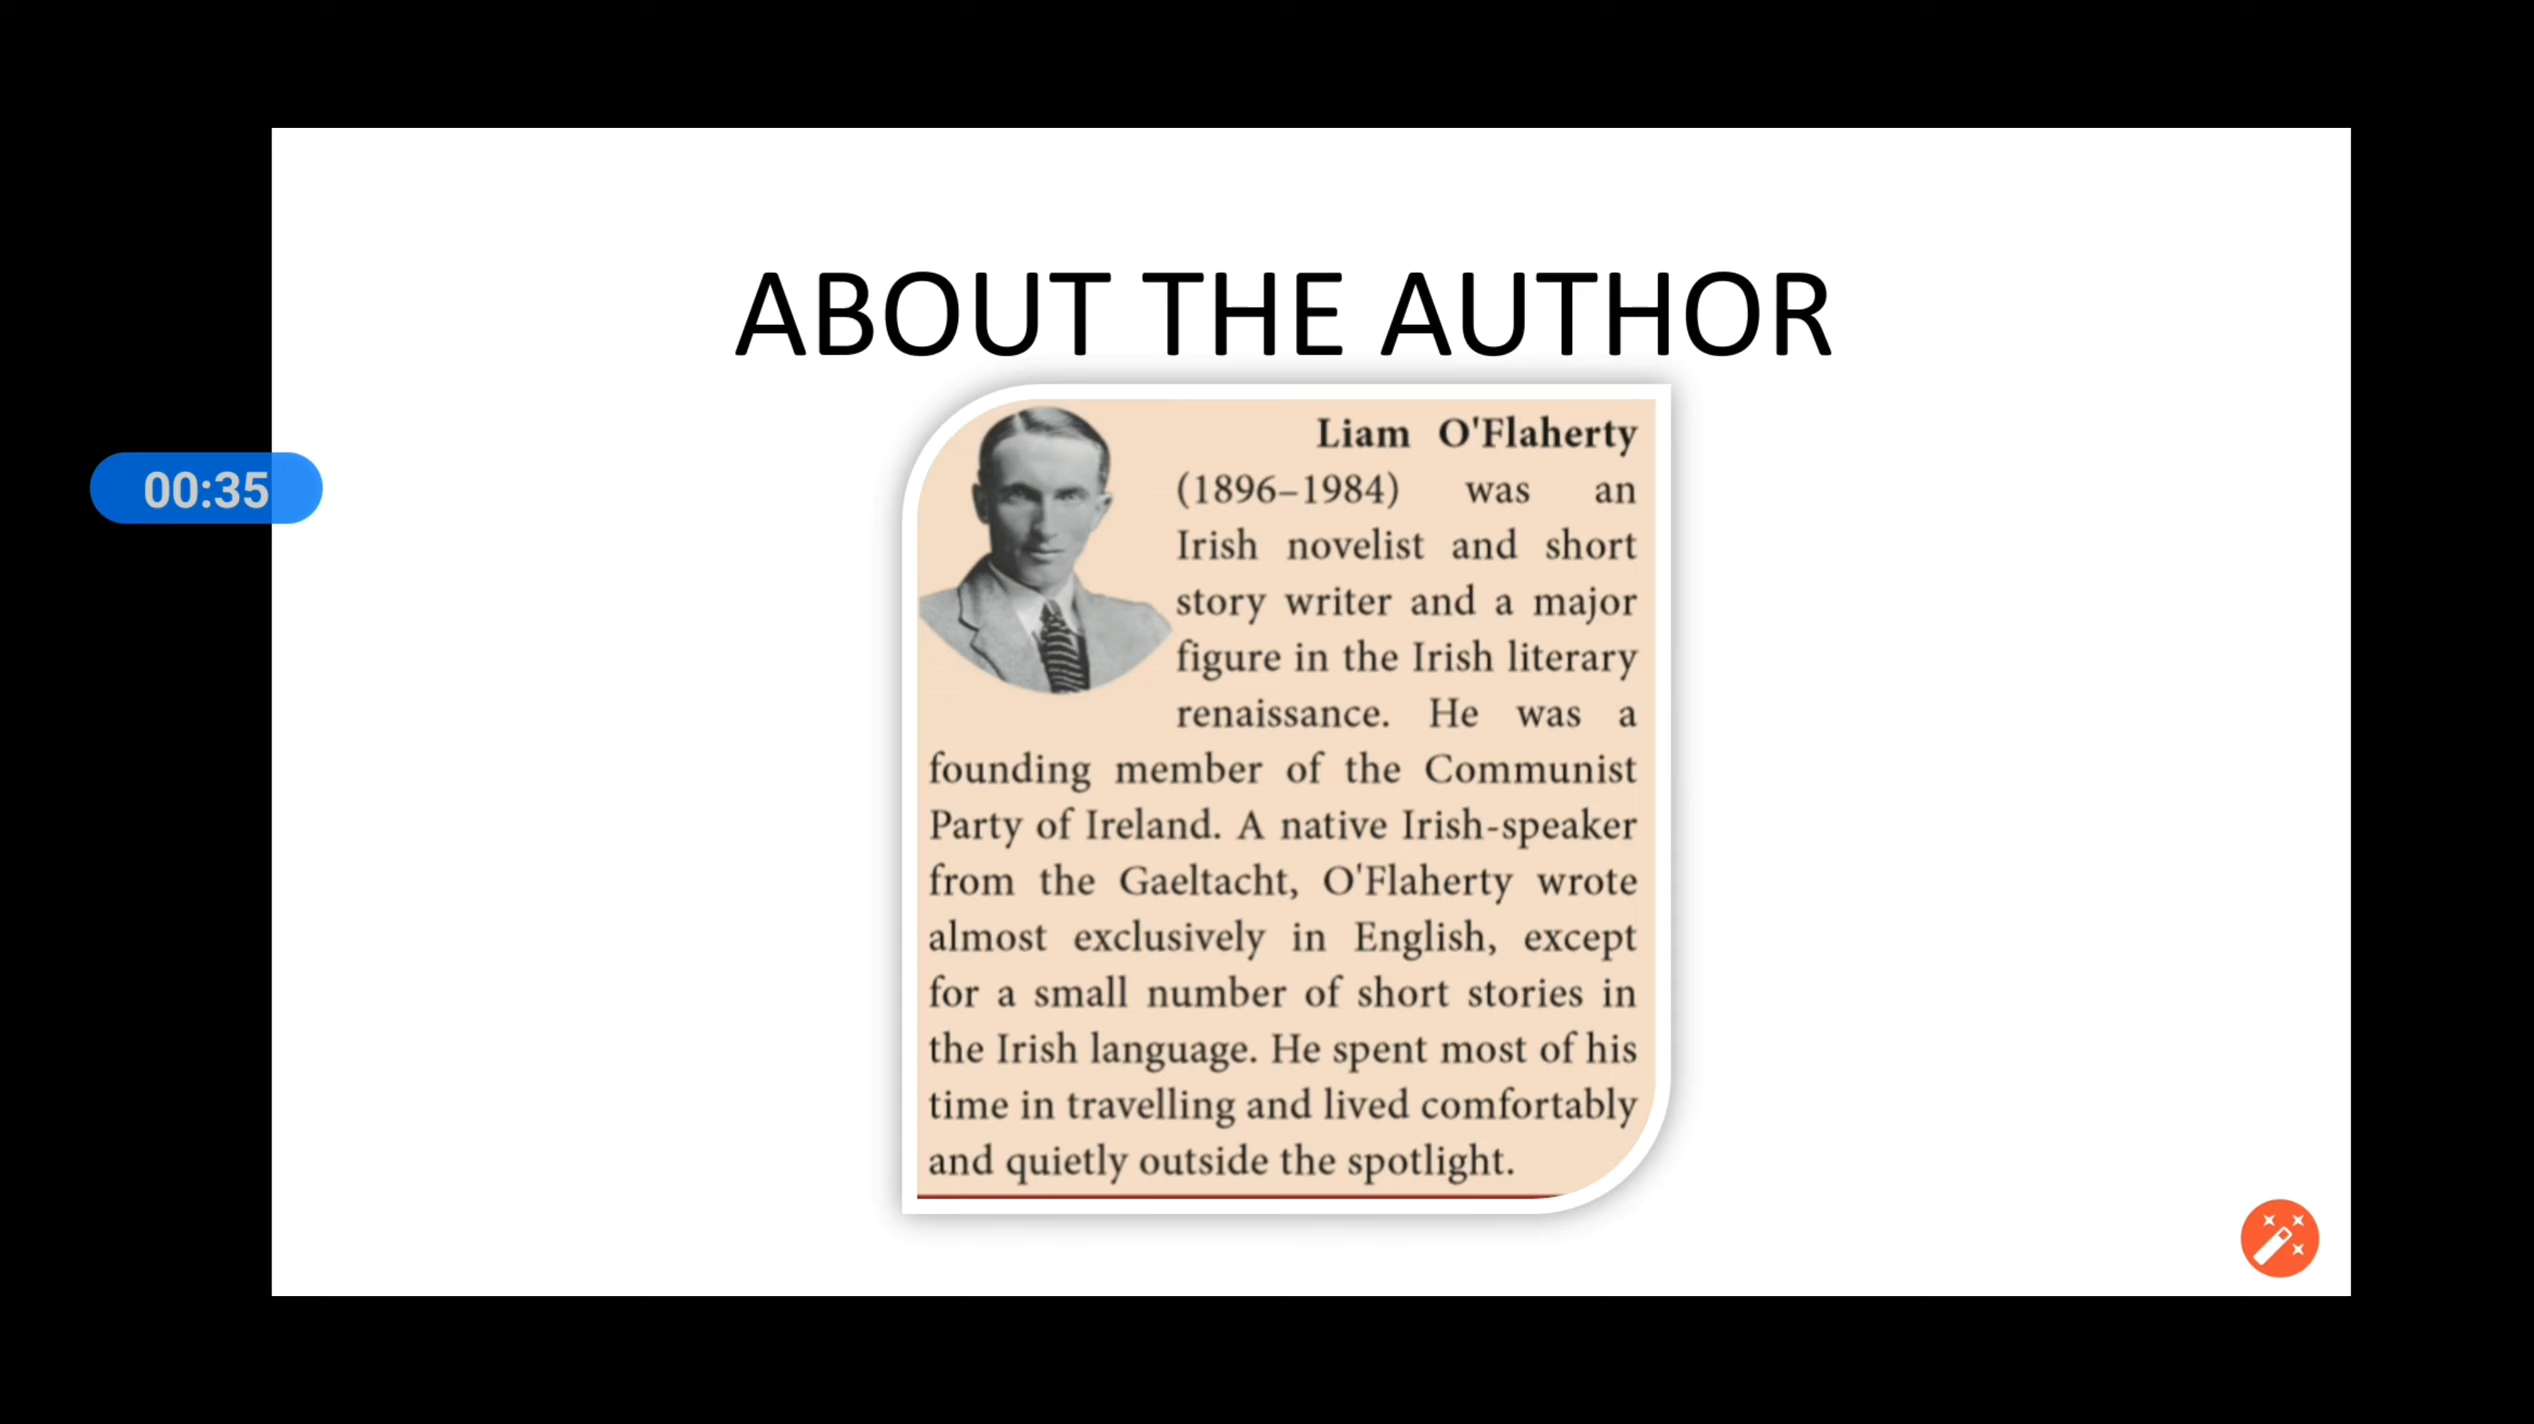 ABOUT THE AUTHOR
00:35
Liam O'Flaherty
(1896–1984) was an
Irish novelist and short
story writer and a major
figure in the Irish literary
renaissance. He was a
founding member of the Communist
Party of Ireland. A native Irish-speaker
from the Gaeltacht, O'Flaherty wrote
almost exclusively in English, except
for a small number of short stories in
the Irish language. He spent most of his
time in travelling and lived comfortably
and quietly outside the spotlight.